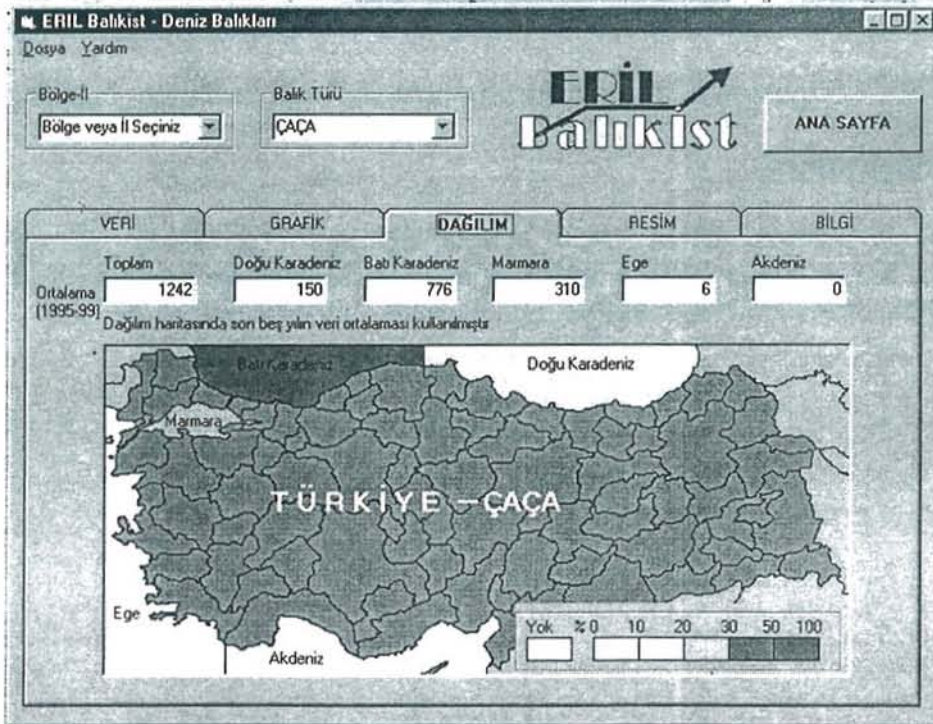 ERIL Balıkist - Deniz Balıkları
Dosya Yardım
Bölge-İl
Balık Türü
Bölge veya İl Seçiniz
ÇAÇA
ERİL
Balıkist
ANA SAYFA
VERİ GRAFİK DAĞILIM RESİM BİLGİ
Toplam Doğu Karadeniz Batı Karadeniz Marmara Ege Akdeniz
Ortalama 1242 150 776 310 6 0
(1995-99)
Dağılım haritasında son beş yılın veri ortalaması kullanılmıştır
Batı Karadeniz
Doğu Karadeniz
Marmara
TÜRKİYE – ÇAÇA
Ege
Akdeniz
Yok % 0 10 20 30 50 100